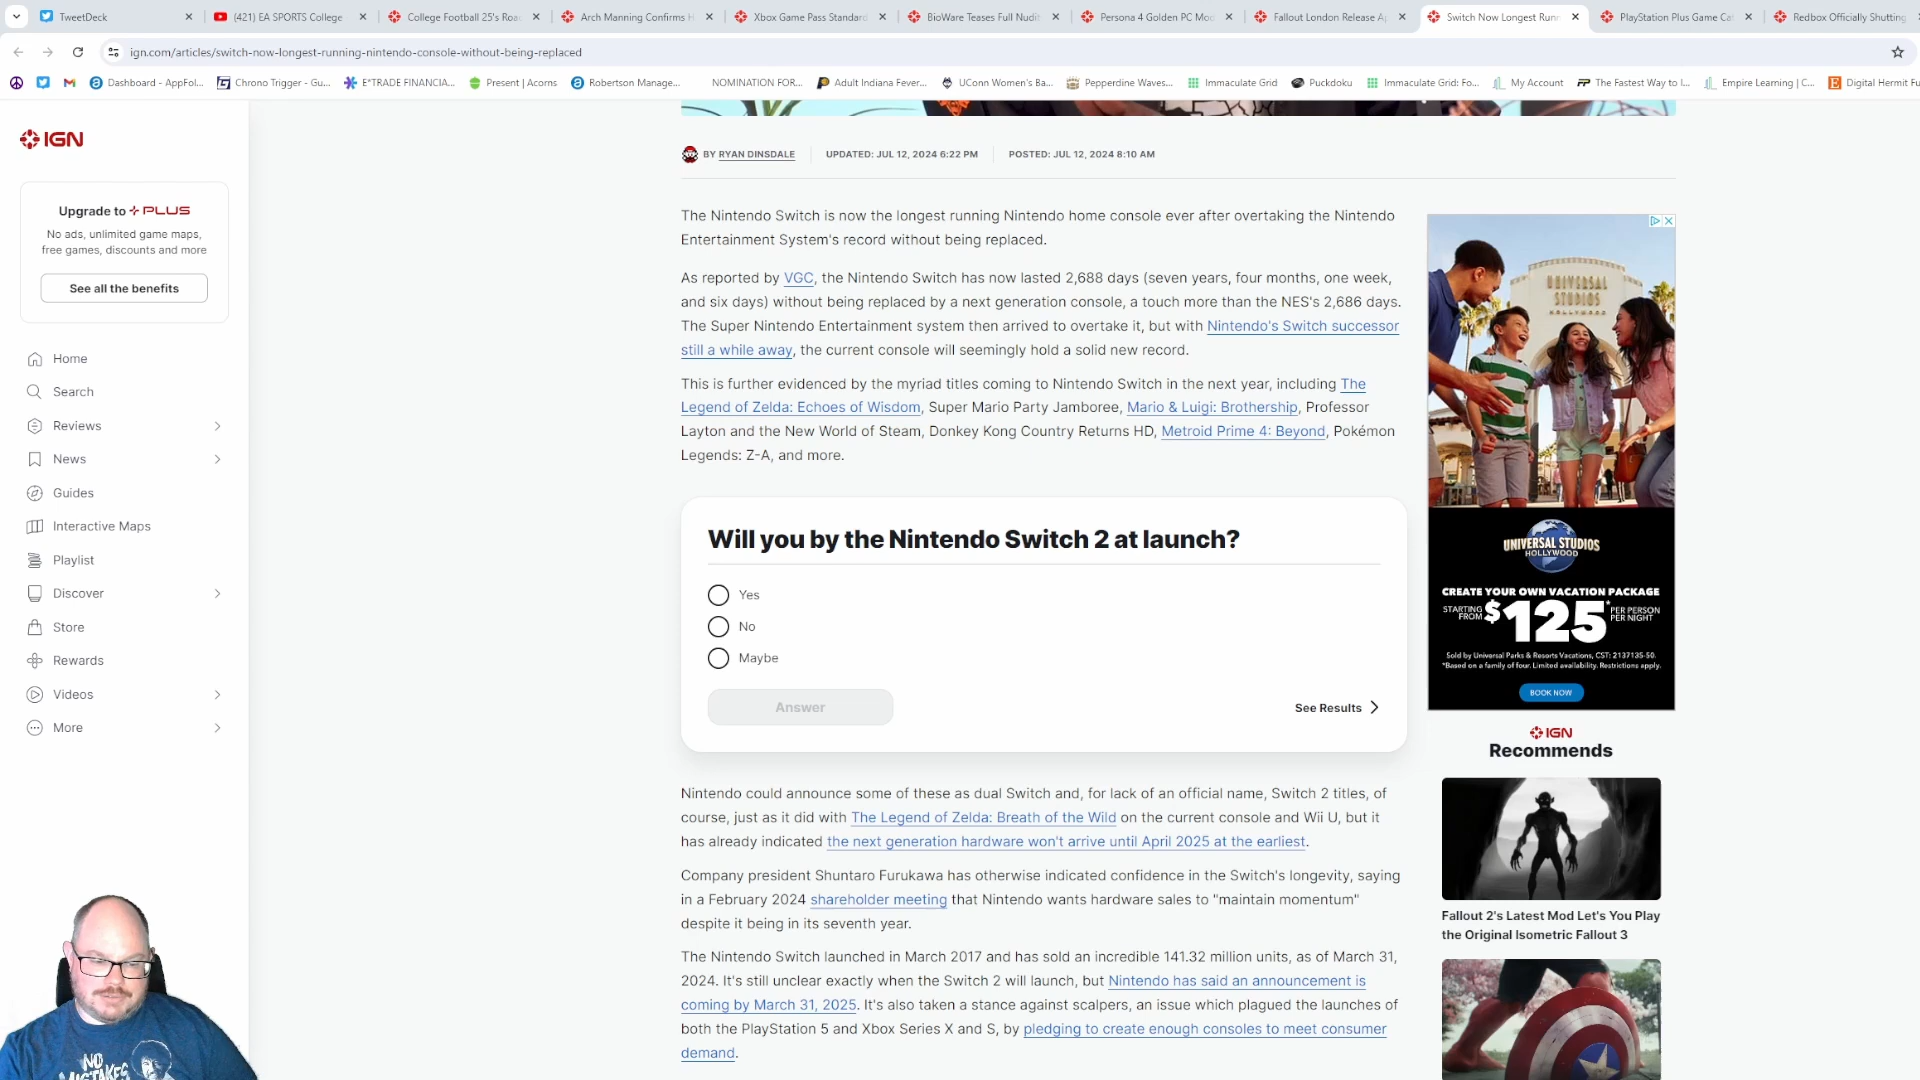 TweetDeck
(421) EA SPORTS College
College Football 25's Roa
Arch Manning Confirms H
Xbox Game Pass Standard
BioWare Teases Full Nudit
Persona 4 Golden PC Mod
Fallout London Release A
Switch Now Longest Runn
PlayStation Plus Game Ca
Redbox Officially Shutting
ign.com/articles/switch-now-longest-running-nintendo-console-without-being-replaced
Dashboard - AppFol...
Chrono Trigger - Gu...
E*TRADE FINANCIA...
Present | Acorns
Robertson Manage...
NOMINATION FOR...
Adult Indiana Fever...
UConn Women's Ba...
Pepperdine Waves...
Immaculate Grid
Puckdoku
Immaculate Grid: Fo...
My Account
The Fastest Way to l...
Empire Learning | C...
Digital Hermit Fu
IGN
Upgrade to PLUS
No ads, unlimited game maps,
free games, discounts and more
See all the benefits
Home
Search
Reviews
News
Guides
Interactive Maps
Playlist
Discover
Store
Rewards
Videos
More
BY RYAN DINSDALE
UPDATED: JUL 12, 2024 6:22 PM
POSTED: JUL 12, 2024 8:10 AM
The Nintendo Switch is now the longest running Nintendo home console ever after overtaking the Nintendo
Entertainment System's record without being replaced.
As reported by VGC, the Nintendo Switch has now lasted 2,688 days (seven years, four months, one week,
and six days) without being replaced by a next generation console, a touch more than the NES's 2,686 days.
The Super Nintendo Entertainment system then arrived to overtake it, but with Nintendo's Switch successor
still a while away, the current console will seemingly hold a solid new record.
This is further evidenced by the myriad titles coming to Nintendo Switch in the next year, including The
Legend of Zelda: Echoes of Wisdom, Super Mario Party Jamboree, Mario & Luigi: Brothership, Professor
Layton and the New World of Steam, Donkey Kong Country Returns HD, Metroid Prime 4: Beyond, Pokémon
Legends: Z-A, and more.
Will you by the Nintendo Switch 2 at launch?
Yes
No
Maybe
Answer
See Results
Nintendo could announce some of these as dual Switch and, for lack of an official name, Switch 2 titles, of
course, just as it did with The Legend of Zelda: Breath of the Wild on the current console and Wii U, but it
has already indicated the next generation hardware won't arrive until April 2025 at the earliest.
Company president Shuntaro Furukawa has otherwise indicated confidence in the Switch's longevity, saying
in a February 2024 shareholder meeting that Nintendo wants hardware sales to "maintain momentum"
despite it being in its seventh year.
The Nintendo Switch launched in March 2017 and has sold an incredible 141.32 million units, as of March 31,
2024. It's still unclear exactly when the Switch 2 will launch, but Nintendo has said an announcement is
coming by March 31, 2025. It's also taken a stance against scalpers, an issue which plagued the launches of
both the PlayStation 5 and Xbox Series X and S, by pledging to create enough consoles to meet consumer
demand.
UNIVERSAL
STUDIOS
HOLLYWOOD
UNIVERSAL STUDIOS
HOLLYWOOD
CREATE YOUR OWN VACATION PACKAGE
STARTING FROM $125* PER PERSON PER NIGHT
Sold by Universal Parks & Resorts Vacations, CST: 2137135-50.
*Based on a family of four. Limited availability. Restrictions apply.
BOOK NOW
IGN
Recommends
Fallout 2's Latest Mod Let's You Play
the Original Isometric Fallout 3
NO
MISTAKES